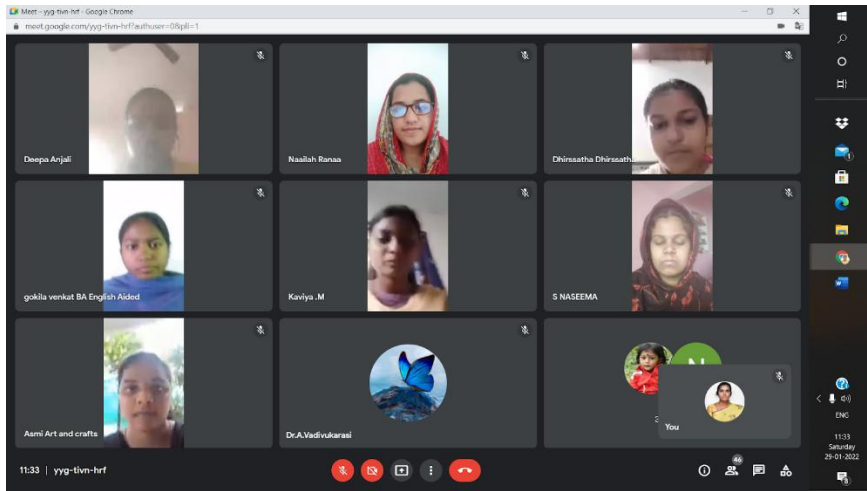 Meet - yyg-tivn-hrf - Google Chrome
meet.google.com/yyg-tivn-hrf?authuser=0&pli=1
Deepa Anjali
Naailah Ranaa
Dhirssatha Dhirssath
gokila venkat BA English Aided
Kaviya .M
S NASEEMA
Asmi Art and crafts
Dr.A.Vadivukarasi
You
11:33 | yyg-tivn-hrf
46
ENG
11:33
Saturday
29-01-2022